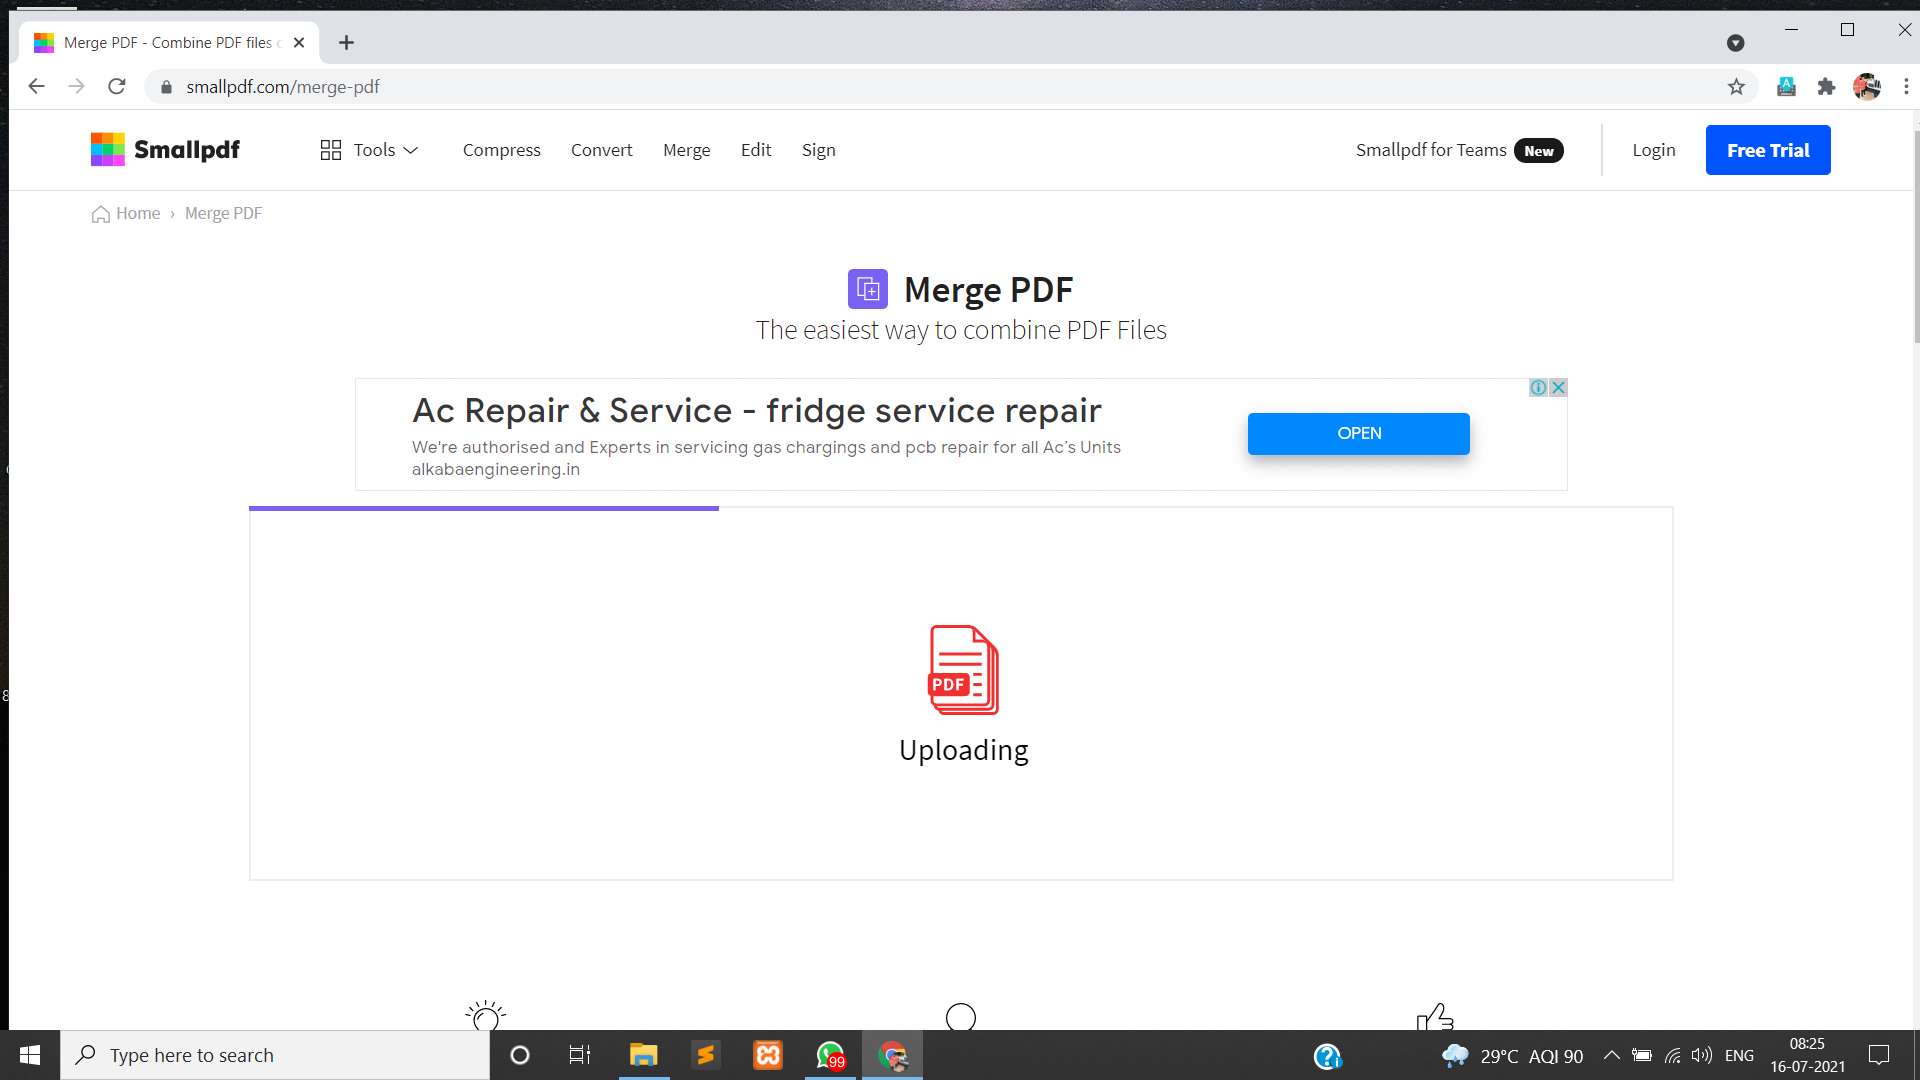 Merge PDF - Combine PDF files
smallpdf.com/merge-pdf
Smallpdf
Tools
Compress
Convert
Merge
Edit
Sign
Smallpdf for Teams
New
Login
Free Trial
Home › Merge PDF
Merge PDF
The easiest way to combine PDF Files
Ac Repair & Service - fridge service repair
We're authorised and Experts in servicing gas chargings and pcb repair for all Ac's Units
alkabaengineering.in
OPEN
PDF
Uploading
Type here to search
99
29°C AQI 90
ENG
08:25
16-07-2021